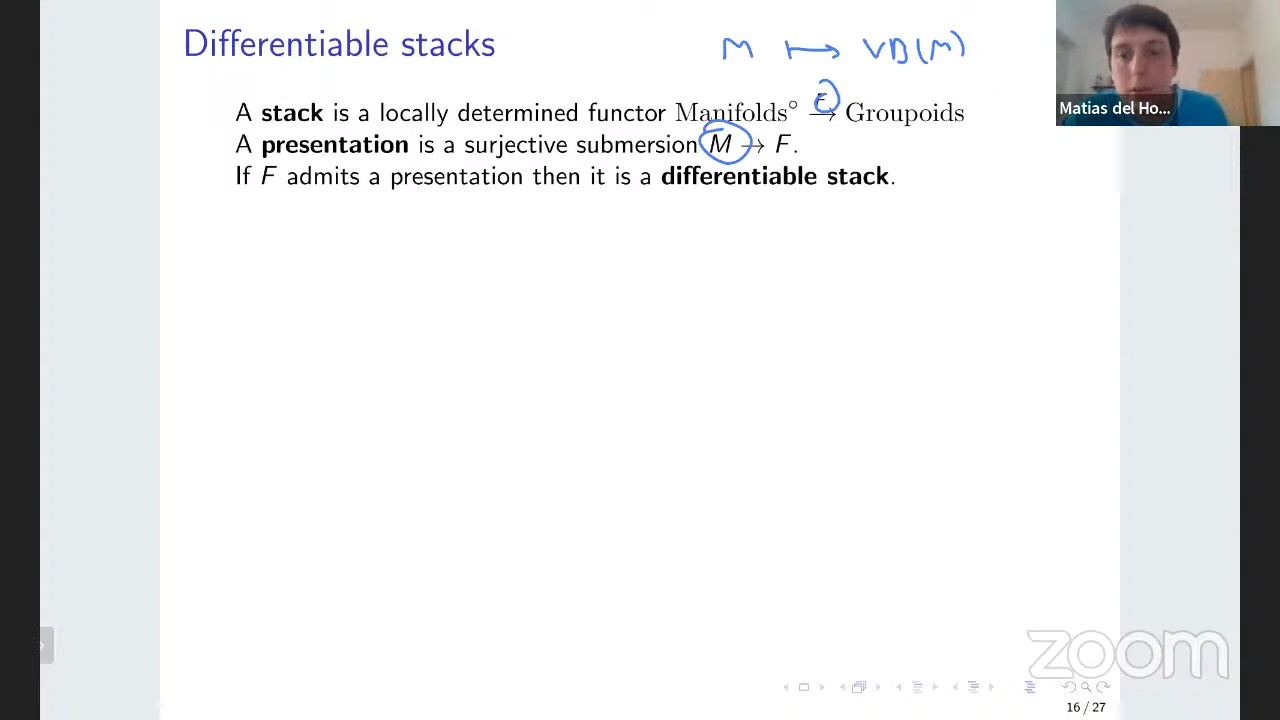 Differentiable stacks
M ↦ VB(M)
Matias del Ho...
A stack is a locally determined functor Manifolds° →F Groupoids
A presentation is a surjective submersion M → F.
If F admits a presentation then it is a differentiable stack.
zoom
16 / 27